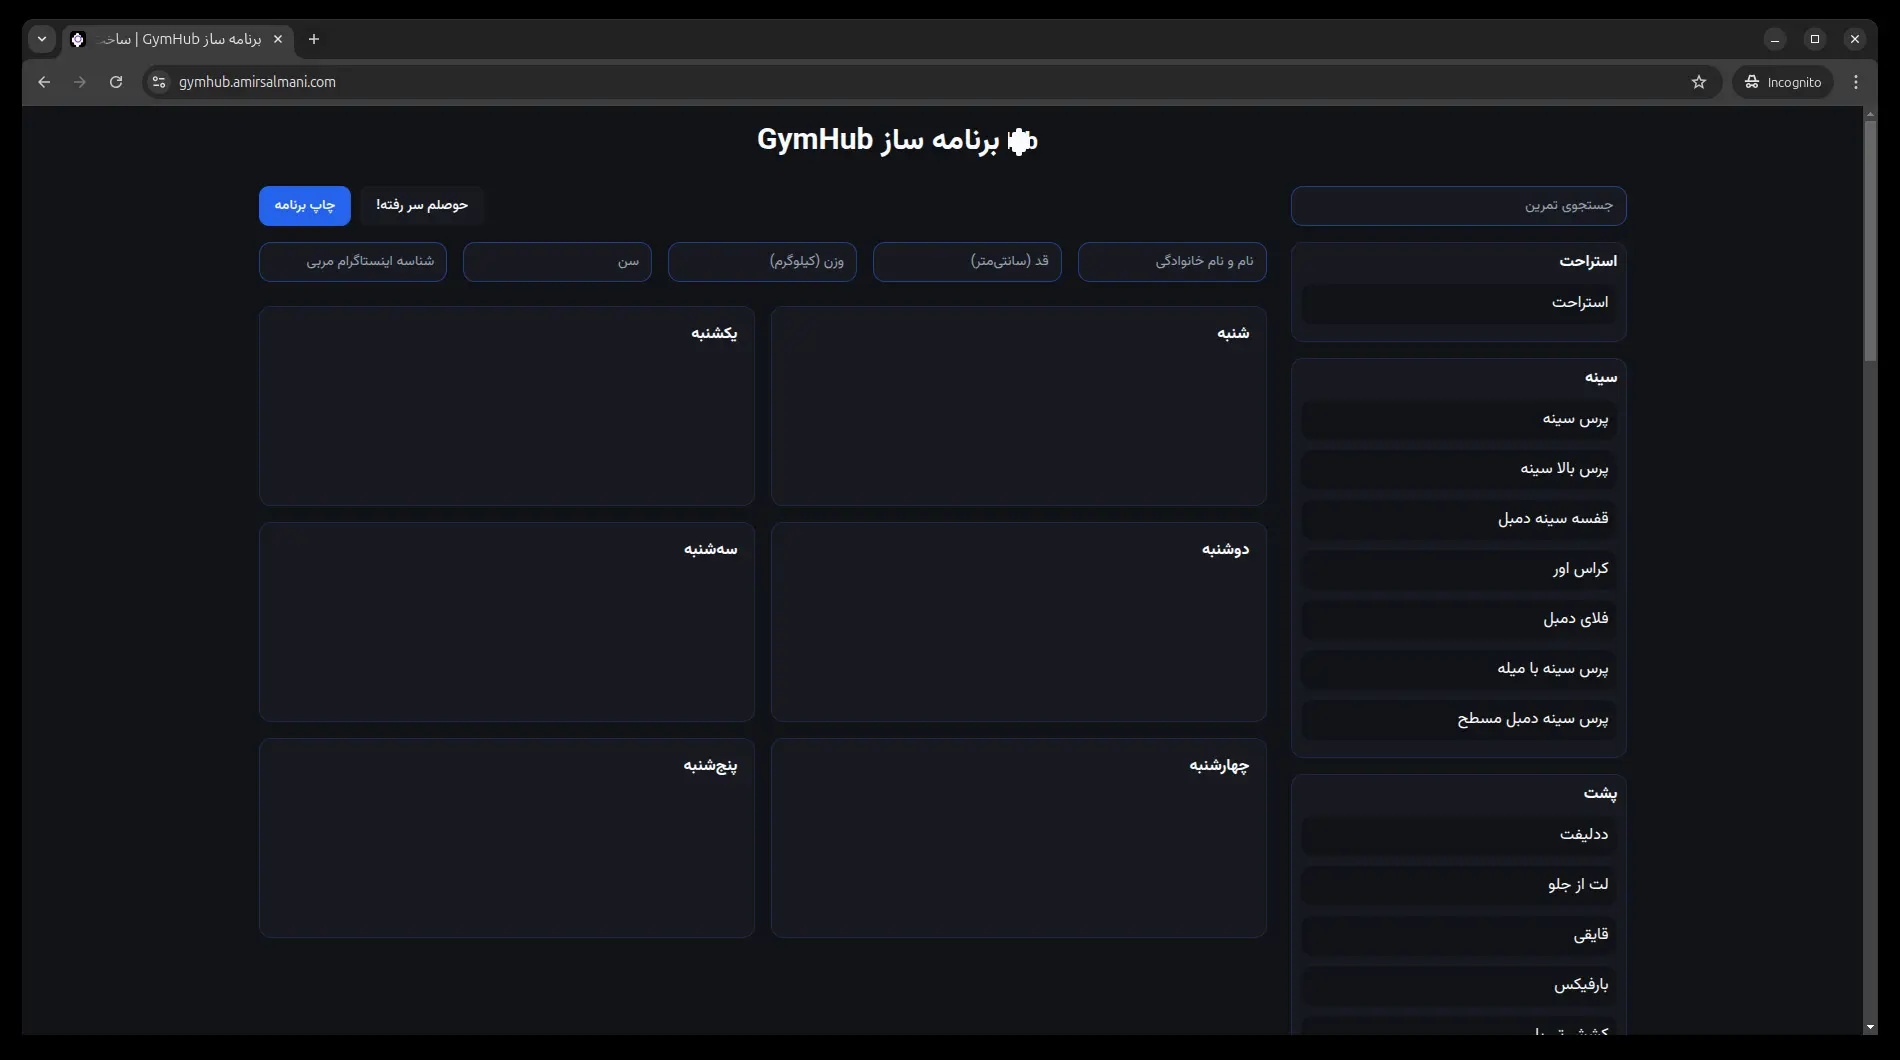 برنامه ساز GymHub | ساخت
gymhub.amirsalmani.com
Incognito
برنامه ساز GymHub
جستجوی تمرین
حوصلم سر رفته!
چاپ برنامه
نام و نام خانوادگی
قد (سانتی‌متر)
وزن (کیلوگرم)
سن
شناسه اینستاگرام مربی
استراحت
استراحت
سینه
پرس سینه
پرس بالا سینه
قفسه سینه دمبل
کراس اور
فلای دمبل
پرس سینه با میله
پرس سینه دمبل مسطح
پشت
ددلیفت
لت از جلو
قایقی
بارفیکس
شنبه
یکشنبه
دوشنبه
سه‌شنبه
چهارشنبه
پنج‌شنبه